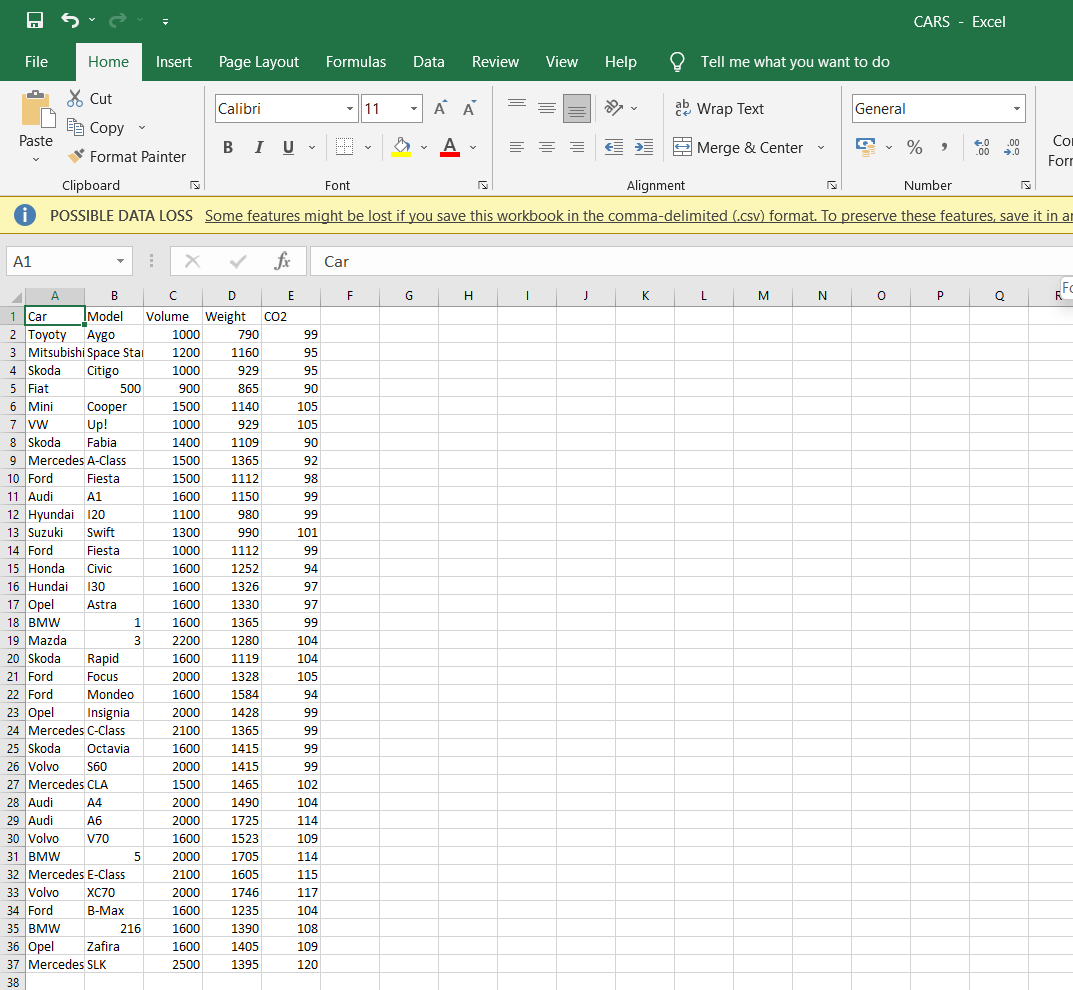 CARS - Excel
File Home Insert Page Layout Formulas Data Review View Help Tell me what you want to do
Paste
Cut
Copy
Format Painter
Clipboard
Calibri 11 A A
B I U A
Font
Wrap Text
Merge & Center
Alignment
General
% , .00
Number
POSSIBLE DATA LOSS Some features might be lost if you save this workbook in the comma-delimited (.csv) format. To preserve these features, save it in
A1 fx Car
A B C D E F G H I J K L M N O P Q R
1 Car Model Volume Weight CO2
2 Toyoty Aygo 1000 790 99
3 Mitsubishi Space Star 1200 1160 95
4 Skoda Citigo 1000 929 95
5 Fiat 500 900 865 90
6 Mini Cooper 1500 1140 105
7 VW Up! 1000 929 105
8 Skoda Fabia 1400 1109 90
9 Mercedes A-Class 1500 1365 92
10 Ford Fiesta 1500 1112 98
11 Audi A1 1600 1150 99
12 Hyundai I20 1100 980 99
13 Suzuki Swift 1300 990 101
14 Ford Fiesta 1000 1112 99
15 Honda Civic 1600 1252 94
16 Hundai I30 1600 1326 97
17 Opel Astra 1600 1330 97
18 BMW 1 1600 1365 99
19 Mazda 3 2200 1280 104
20 Skoda Rapid 1600 1119 104
21 Ford Focus 2000 1328 105
22 Ford Mondeo 1600 1584 94
23 Opel Insignia 2000 1428 99
24 Mercedes C-Class 2100 1365 99
25 Skoda Octavia 1600 1415 99
26 Volvo S60 2000 1415 99
27 Mercedes CLA 1500 1465 102
28 Audi A4 2000 1490 104
29 Audi A6 2000 1725 114
30 Volvo V70 1600 1523 109
31 BMW 5 2000 1705 114
32 Mercedes E-Class 2100 1605 115
33 Volvo XC70 2000 1746 117
34 Ford B-Max 1600 1235 104
35 BMW 216 1600 1390 108
36 Opel Zafira 1600 1405 109
37 Mercedes SLK 2500 1395 120
38